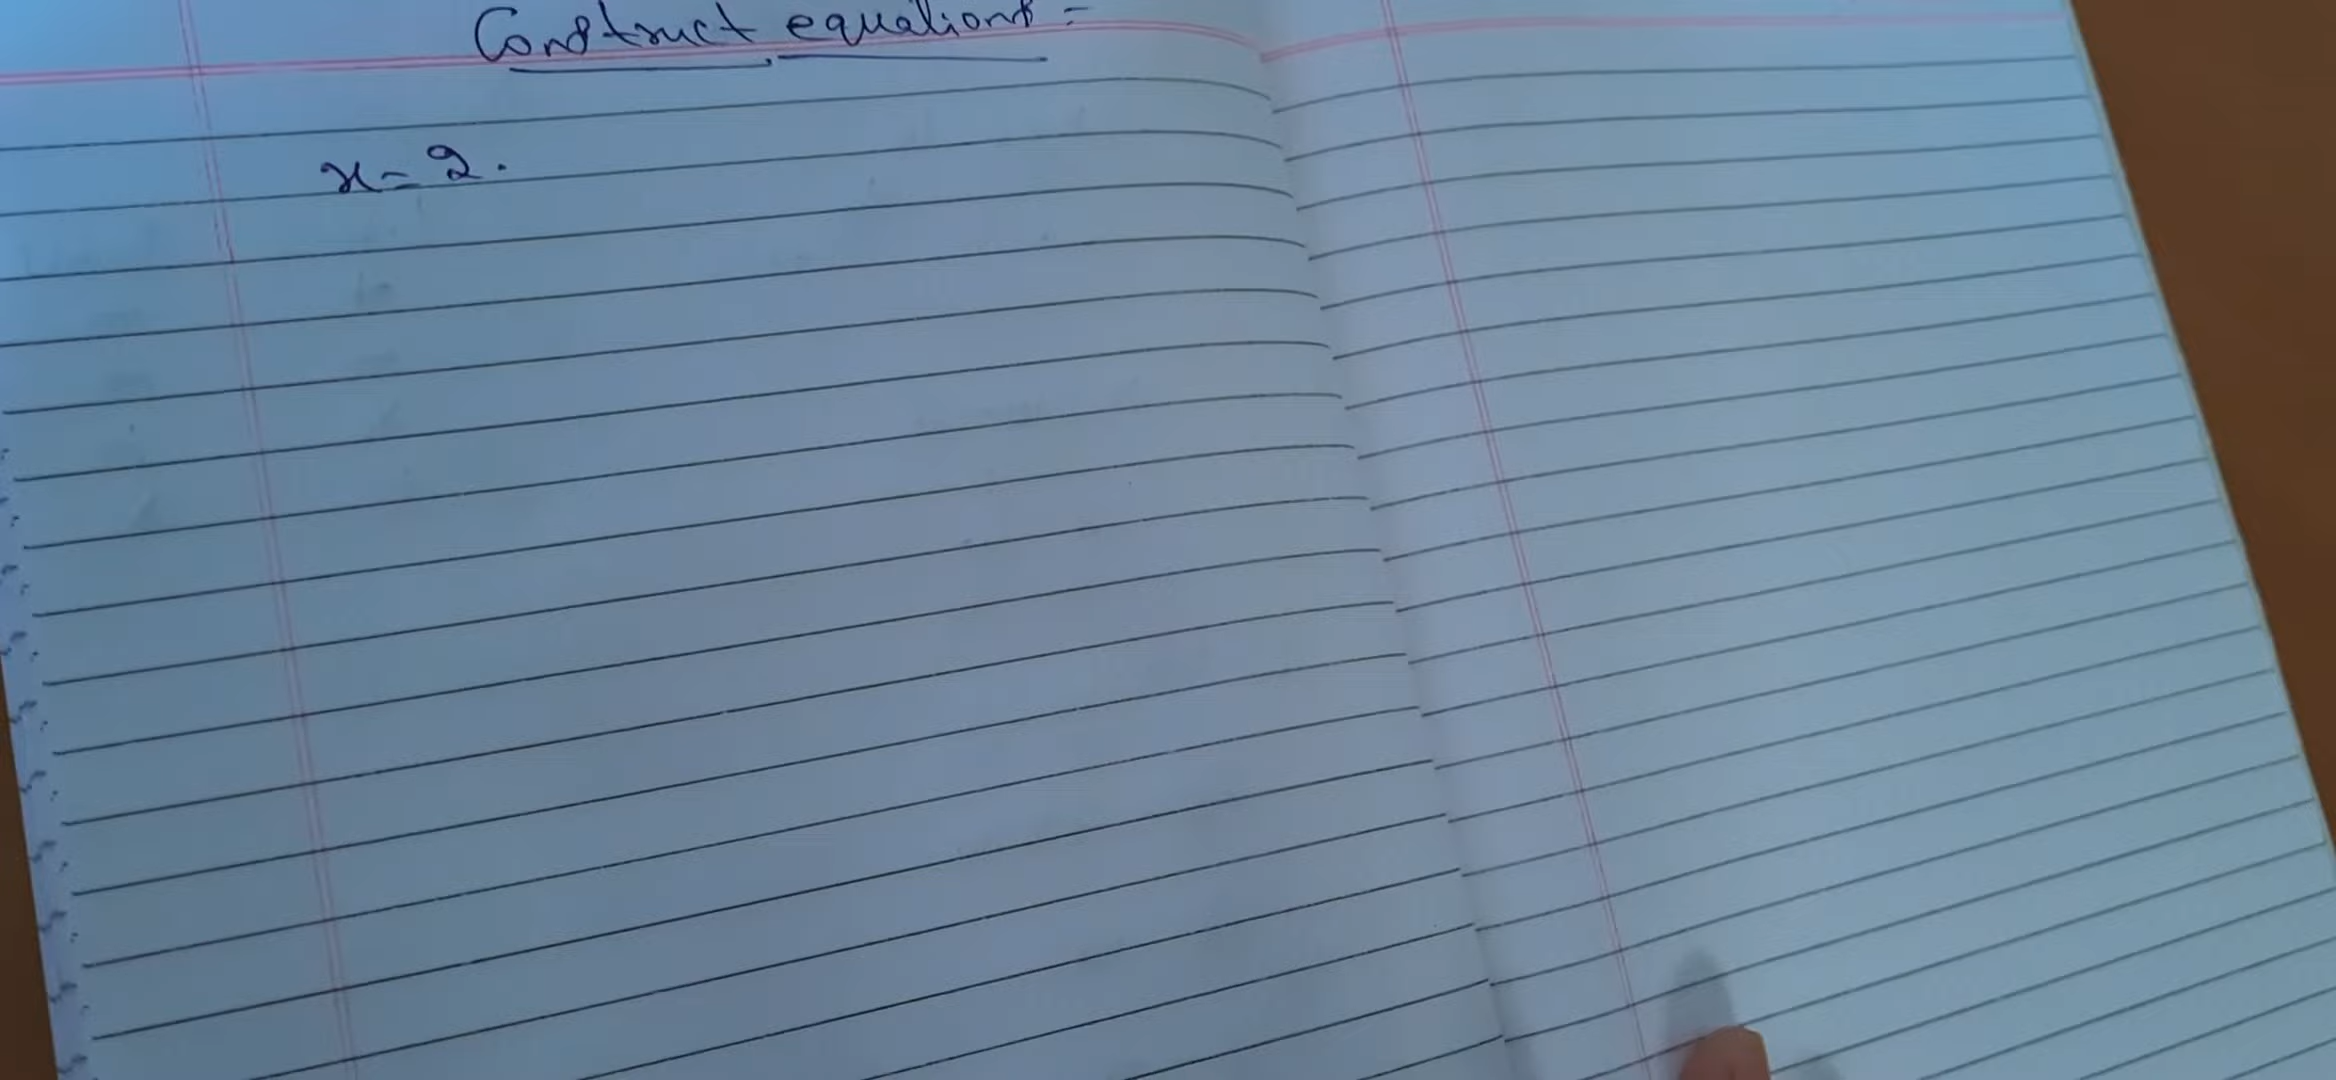 Construct equations =
x = 2.